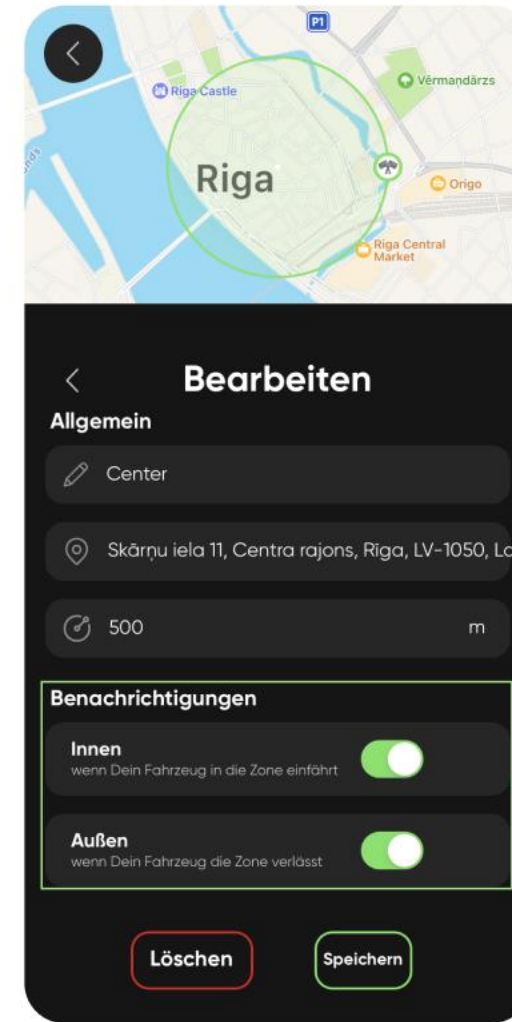 P1
Vērmaņdārzs
Riga Castle
Riga
Origo
Riga Central
Market
Bearbeiten
Allgemein
Center
Skārņu iela 11, Centra rajons, Rīga, LV-1050, La
500 m
Benachrichtigungen
Innen
wenn Dein Fahrzeug in die Zone einfährt
Außen
wenn Dein Fahrzeug die Zone verlässt
Löschen
Speichern